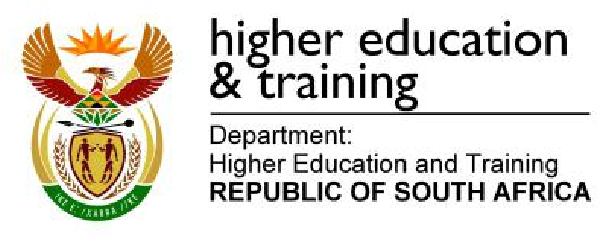 higher education
& training
Department:
Higher Education and Training
REPUBLIC OF SOUTH AFRICA